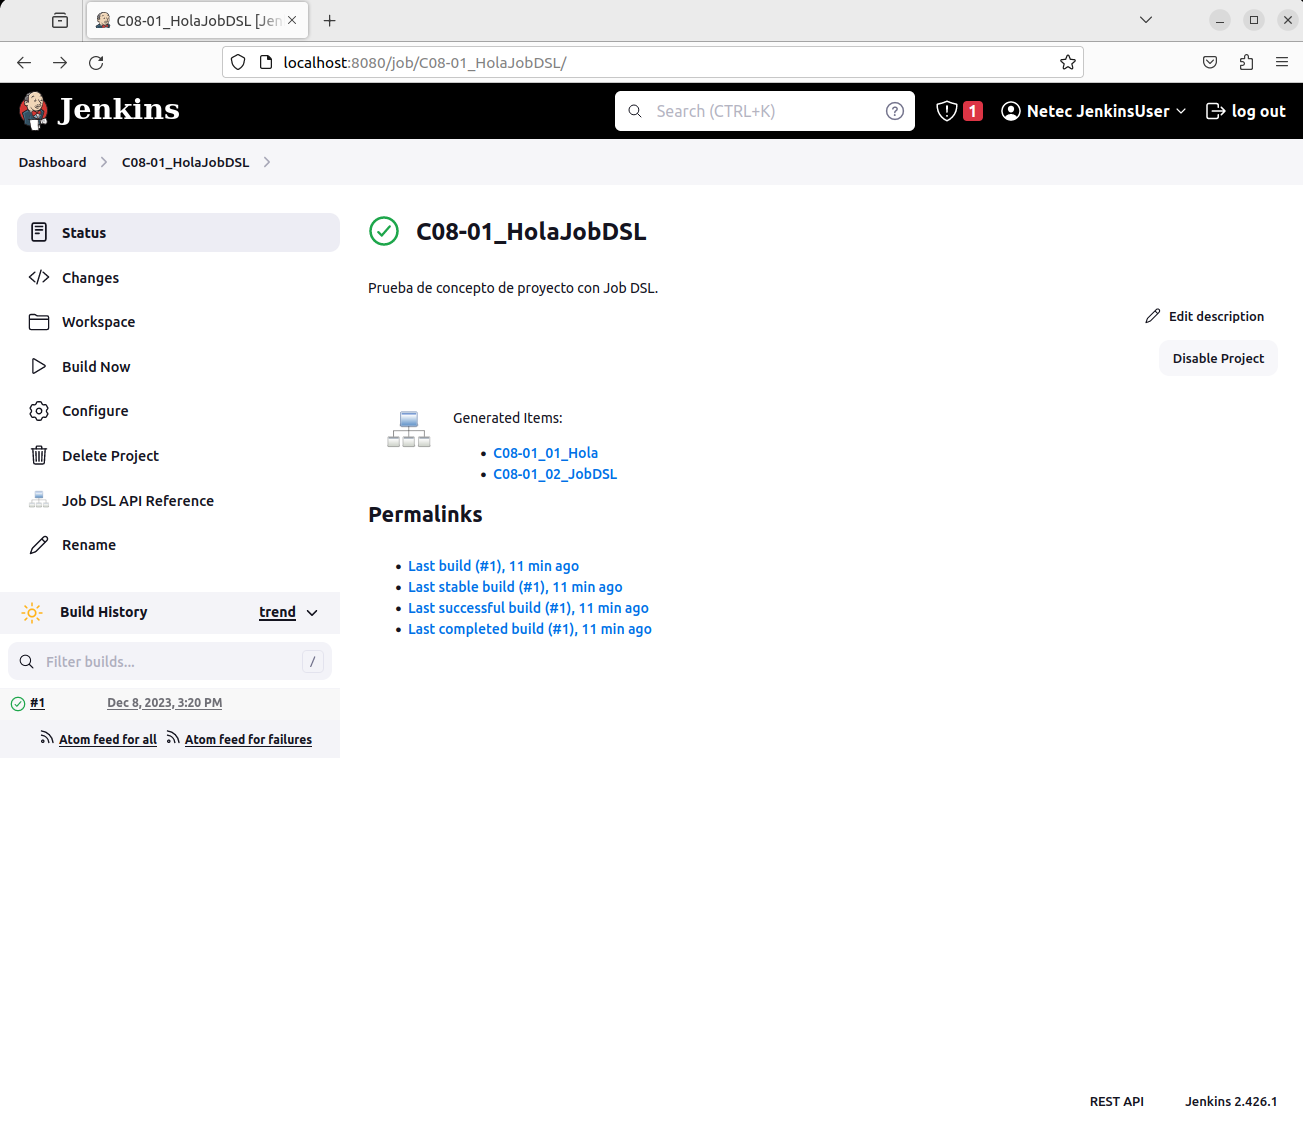 C08-01_HolaJobDSL [Jen
localhost:8080/job/C08-01_HolaJobDSL/
Jenkins
Search (CTRL+K)
1
Netec JenkinsUser
log out
Dashboard
C08-01_HolaJobDSL
Status
Changes
Workspace
Build Now
Configure
Delete Project
Job DSL API Reference
Rename
Build History
trend
Filter builds...
/
#1
Dec 8, 2023, 3:20 PM
Atom feed for all
Atom feed for failures
C08-01_HolaJobDSL
Prueba de concepto de proyecto con Job DSL.
Edit description
Disable Project
Generated Items:
C08-01_01_Hola
C08-01_02_JobDSL
Permalinks
Last build (#1), 11 min ago
Last stable build (#1), 11 min ago
Last successful build (#1), 11 min ago
Last completed build (#1), 11 min ago
REST API
Jenkins 2.426.1